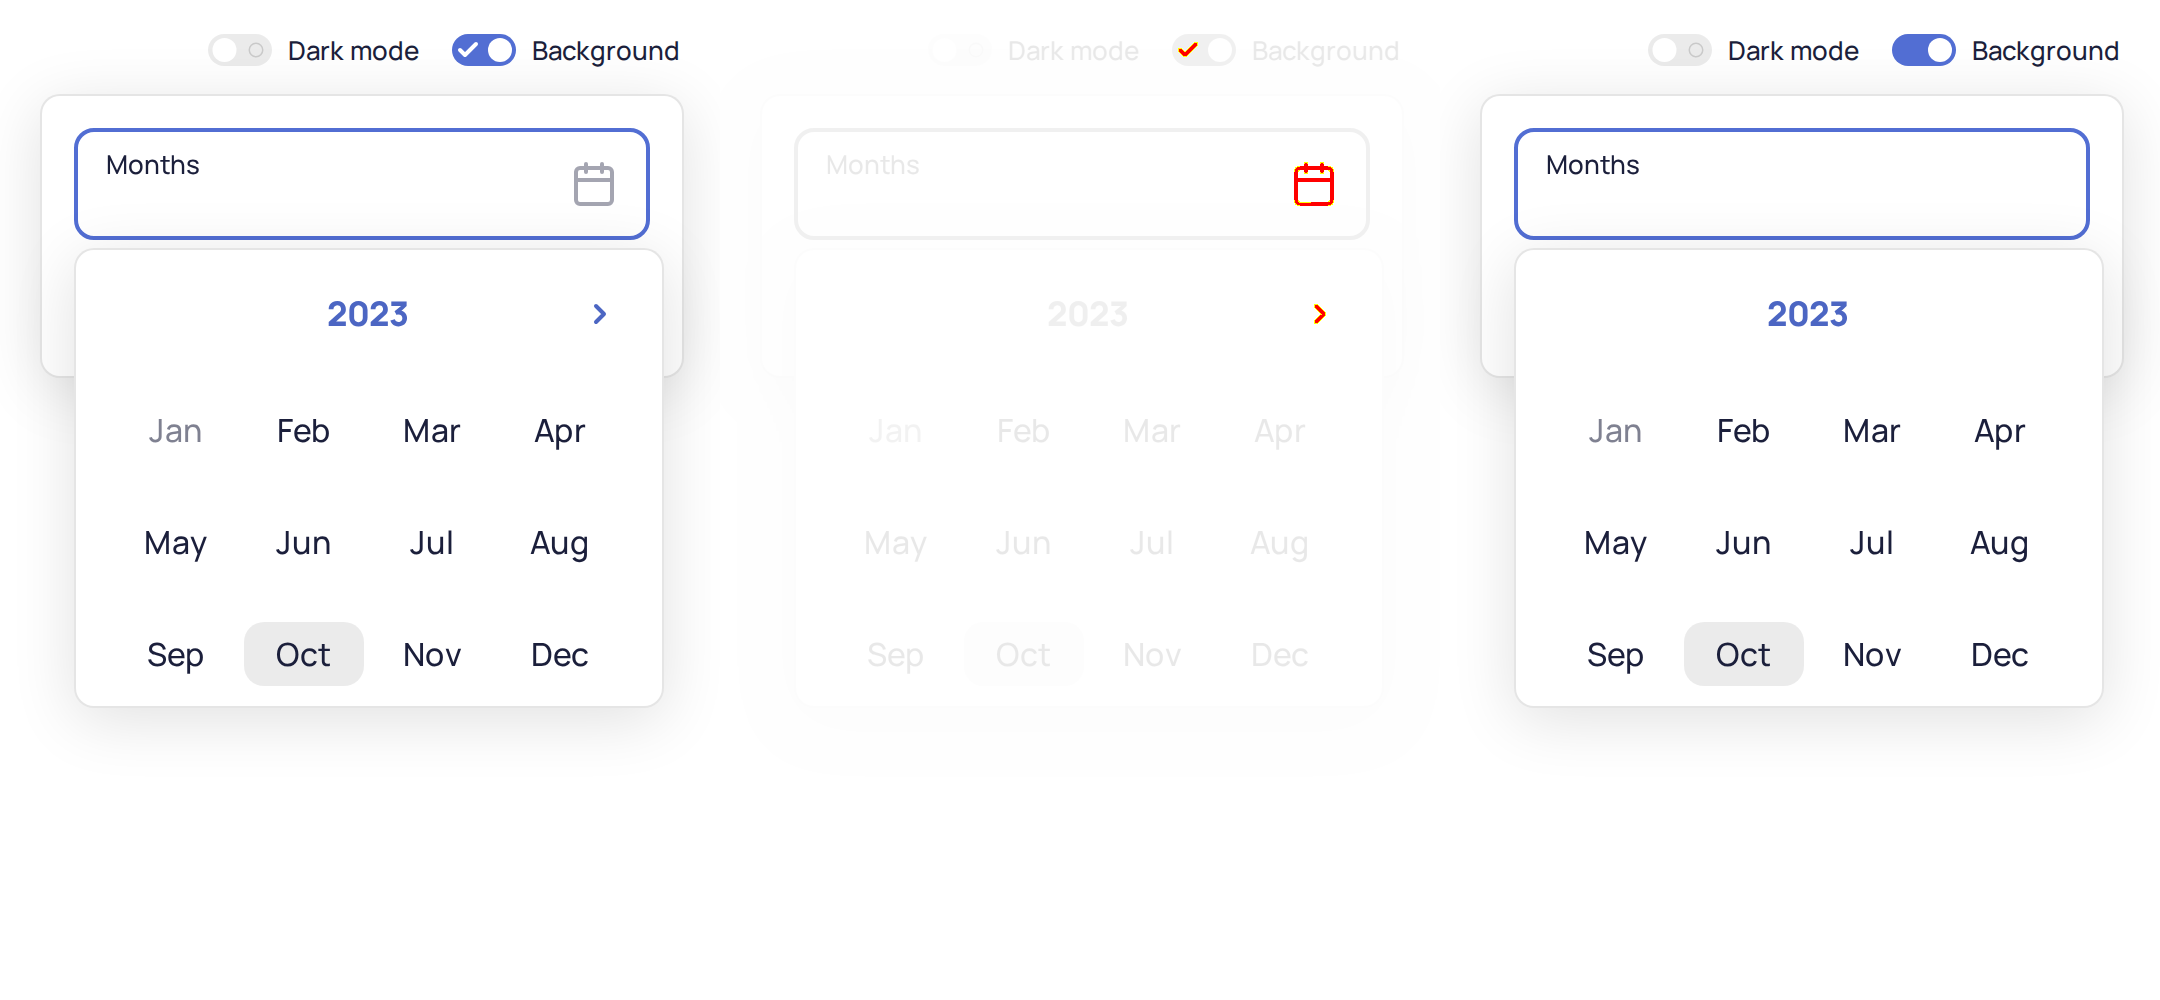 Dark mode Background Dark mode Background Dark mode Background
Months Months Months
2023 2023 2023
Jan Feb Mar Apr Jan Feb Mar Apr Jan Feb Mar Apr
May Jun Jul Aug May Jun Jul Aug May Jun Jul Aug
Sep Oct Nov Dec Sep Oct Nov Dec Sep Oct Nov Dec